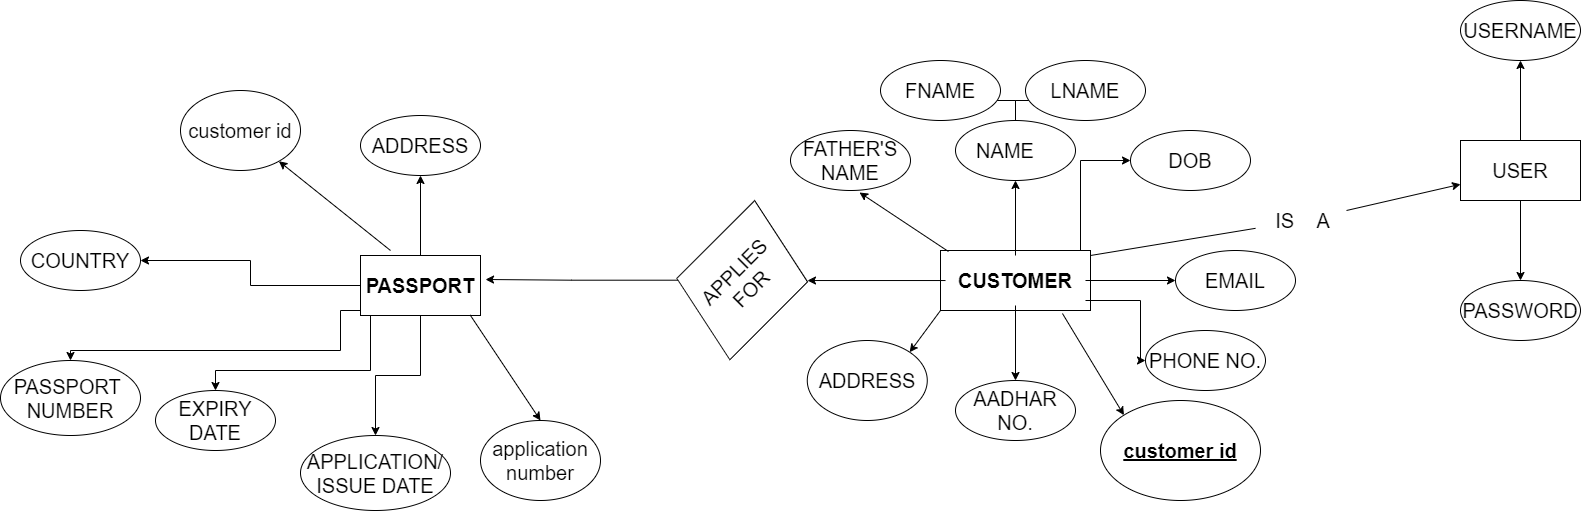 USERNAME
FNAME
LNAME
customer id
ADDRESS
FATHER'S
NAME
NAME
DOB
USER
IS A
APPLIES
FOR
COUNTRY
PASSPORT
CUSTOMER
EMAIL
PASSWORD
PHONE NO.
ADDRESS
AADHAR
NO.
PASSPORT
NUMBER
EXPIRY
DATE
APPLICATION/
ISSUE DATE
application
number
customer id